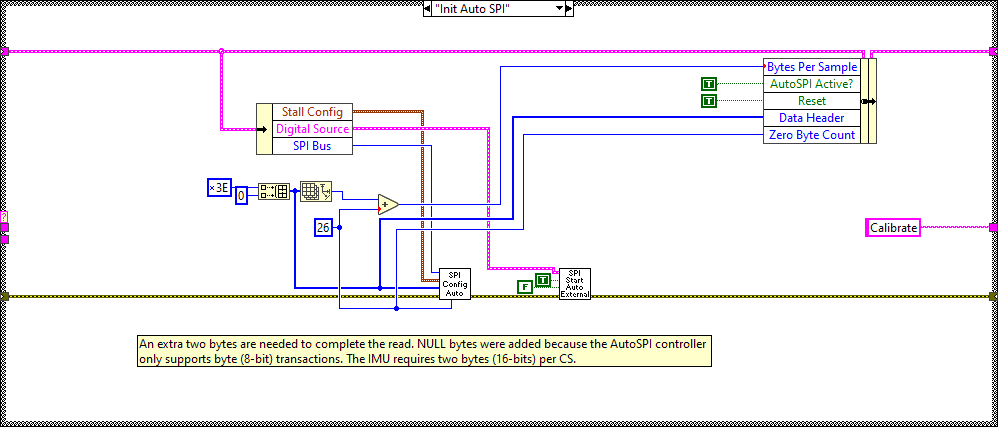 "Init Auto SPI"
Bytes Per Sample
T
AutoSPI Active?
T
Reset
Data Header
Zero Byte Count
Stall Config
Digital Source
SPI Bus
×3E
0
+
26
?
Calibrate
SPI
Config
Auto
F
T
SPI
Start
Auto
External
An extra two bytes are needed to complete the read. NULL bytes were added because the AutoSPI controller
only supports byte (8-bit) transactions. The IMU requires two bytes (16-bits) per CS.